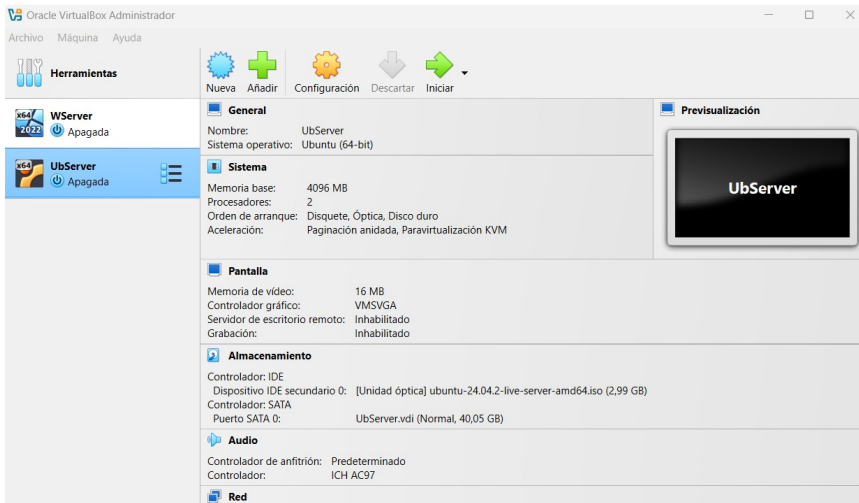 Oracle VirtualBox Administrador
Archivo Máquina Ayuda
Herramientas
Nueva Añadir Configuración Descartar Iniciar
x64
2022
WServer
Apagada
x64
UbServer
Apagada
General
Nombre: UbServer
Sistema operativo: Ubuntu (64-bit)
Previsualización
UbServer
Sistema
Memoria base: 4096 MB
Procesadores: 2
Orden de arranque: Disquete, Óptica, Disco duro
Aceleración: Paginación anidada, Paravirtualización KVM
Pantalla
Memoria de vídeo: 16 MB
Controlador gráfico: VMSVGA
Servidor de escritorio remoto: Inhabilitado
Grabación: Inhabilitado
Almacenamiento
Controlador: IDE
Dispositivo IDE secundario 0: [Unidad óptica] ubuntu-24.04.2-live-server-amd64.iso (2,99 GB)
Controlador: SATA
Puerto SATA 0: UbServer.vdi (Normal, 40,05 GB)
Audio
Controlador de anfitrión: Predeterminado
Controlador: ICH AC97
Red